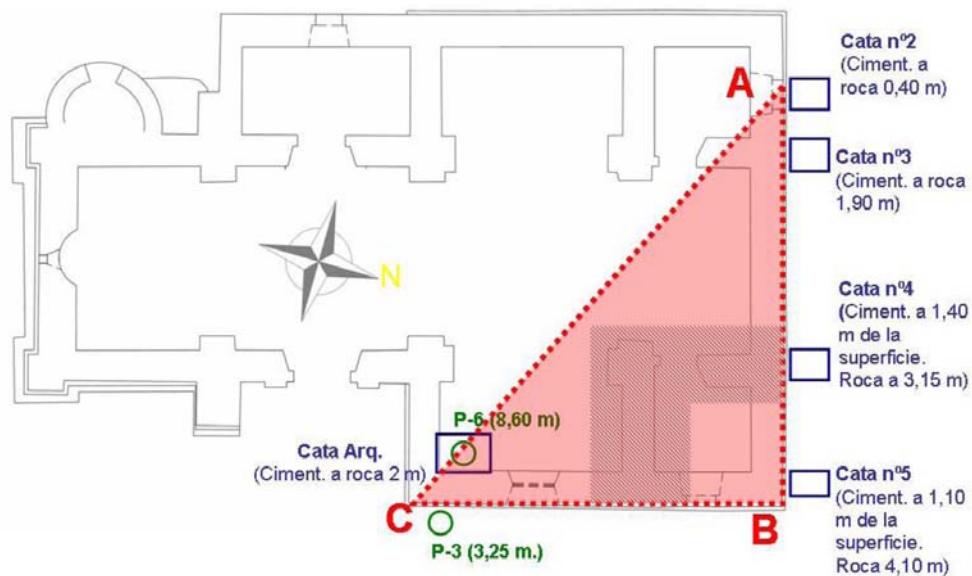 Cata nº2
(Ciment. a
roca 0,40 m)
A
Cata nº3
(Ciment. a roca
1,90 m)
N
Cata nº4
(Ciment. a 1,40
m de la
superficie.
Roca a 3,15 m)
P-6 (8,60 m)
Cata Arq.
(Ciment. a roca 2 m)
Cata nº5
(Ciment. a 1,10
m de la
superficie.
Roca 4,10 m)
C
B
P-3 (3,25 m.)